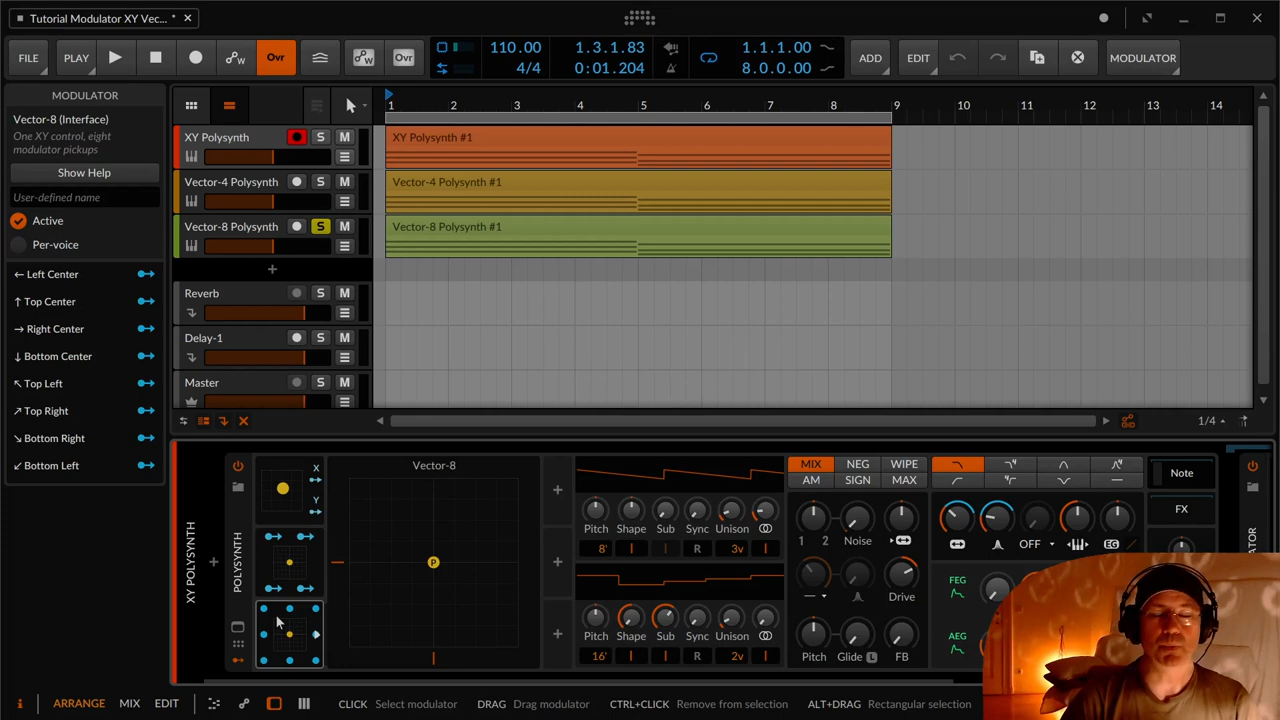 Tutorial Modulator XY Vec... *
FILE
PLAY
Ovr
Ovr
110.00
4/4
1.3.1.83
0:01.204
1.1.1.00
8.0.0.00
ADD
EDIT
MODULATOR
MODULATOR
Vector-8 (Interface)
One XY control, eight
modulator pickups
Show Help
User-defined name
Active
Per-voice
← Left Center
↑ Top Center
→ Right Center
↓ Bottom Center
↖ Top Left
↗ Top Right
↘ Bottom Right
↙ Bottom Left
1 2 3 4 5 6 7 8 9 10 11 12 13 14
XY Polysynth S M
XY Polysynth #1
Vector-4 Polysynth S M
Vector-4 Polysynth #1
Vector-8 Polysynth S M
Vector-8 Polysynth #1
+
Reverb S M
Delay-1 S M
Master S M
1/4
XY POLYSYNTH
POLYSYNTH
X
Y
Vector-8
P
Pitch Shape Sub Sync Unison
8' R 3v
Pitch Shape Sub Sync Unison
16' R 2v
MIX NEG WIPE
AM SIGN MAX
1 2 Noise
Drive
Pitch Glide L FB
OFF EG
FEG
AEG
Note
FX
i ARRANGE MIX EDIT
CLICK Select modulator DRAG Drag modulator CTRL+CLICK Remove from selection ALT+DRAG Rectangular selection